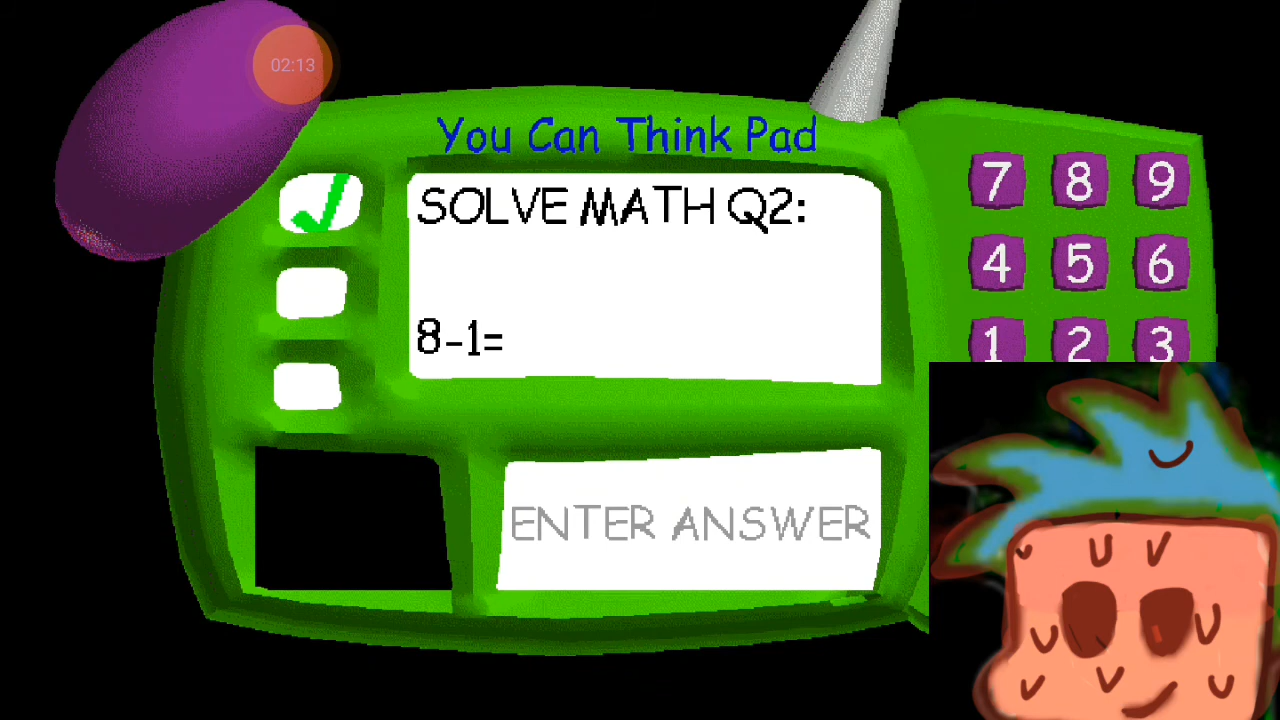 02:13
You Can Think Pad
SOLVE MATH Q2:
8-1=
ENTER ANSWER
7 8 9
4 5 6
1 2 3